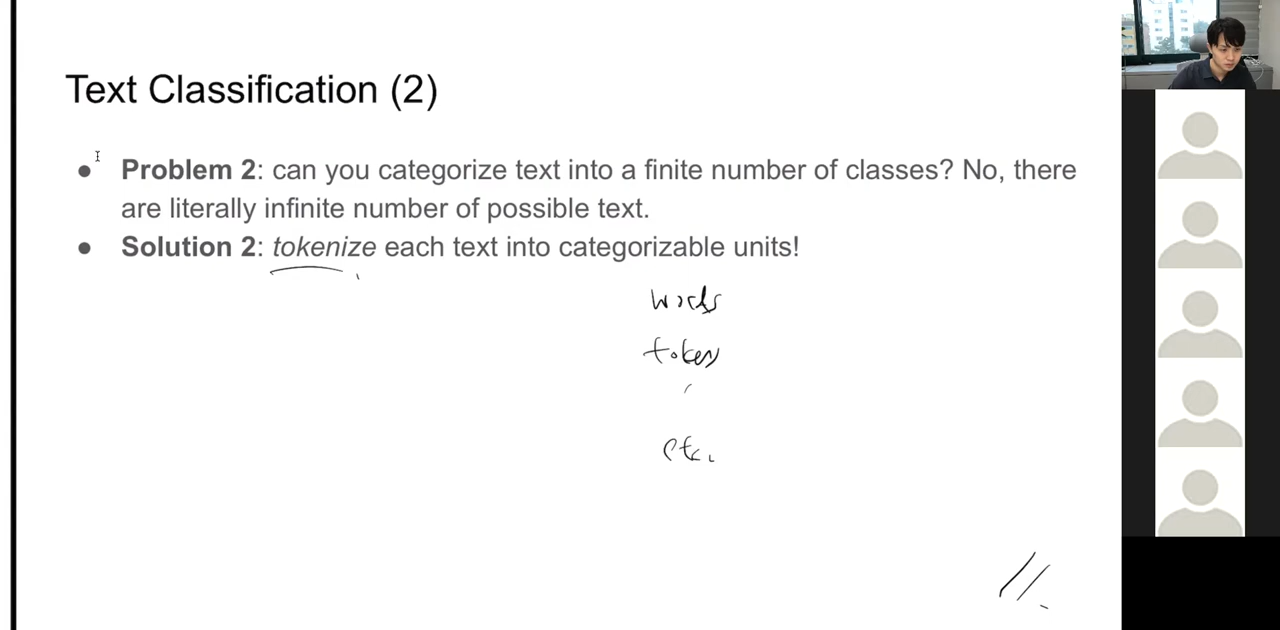 Text Classification (2)
● Problem 2: can you categorize text into a finite number of classes? No, there
are literally infinite number of possible text.
● Solution 2: tokenize each text into categorizable units!
words
tokens
etc.